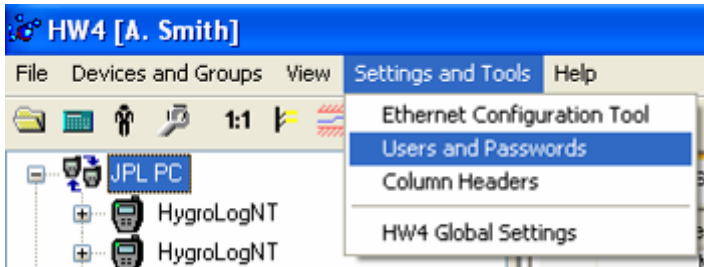 HW4 [A. Smith]
File Devices and Groups View Settings and Tools Help
1:1
Ethernet Configuration Tool
Users and Passwords
Column Headers
HW4 Global Settings
JPL PC
HygroLogNT
HygroLogNT